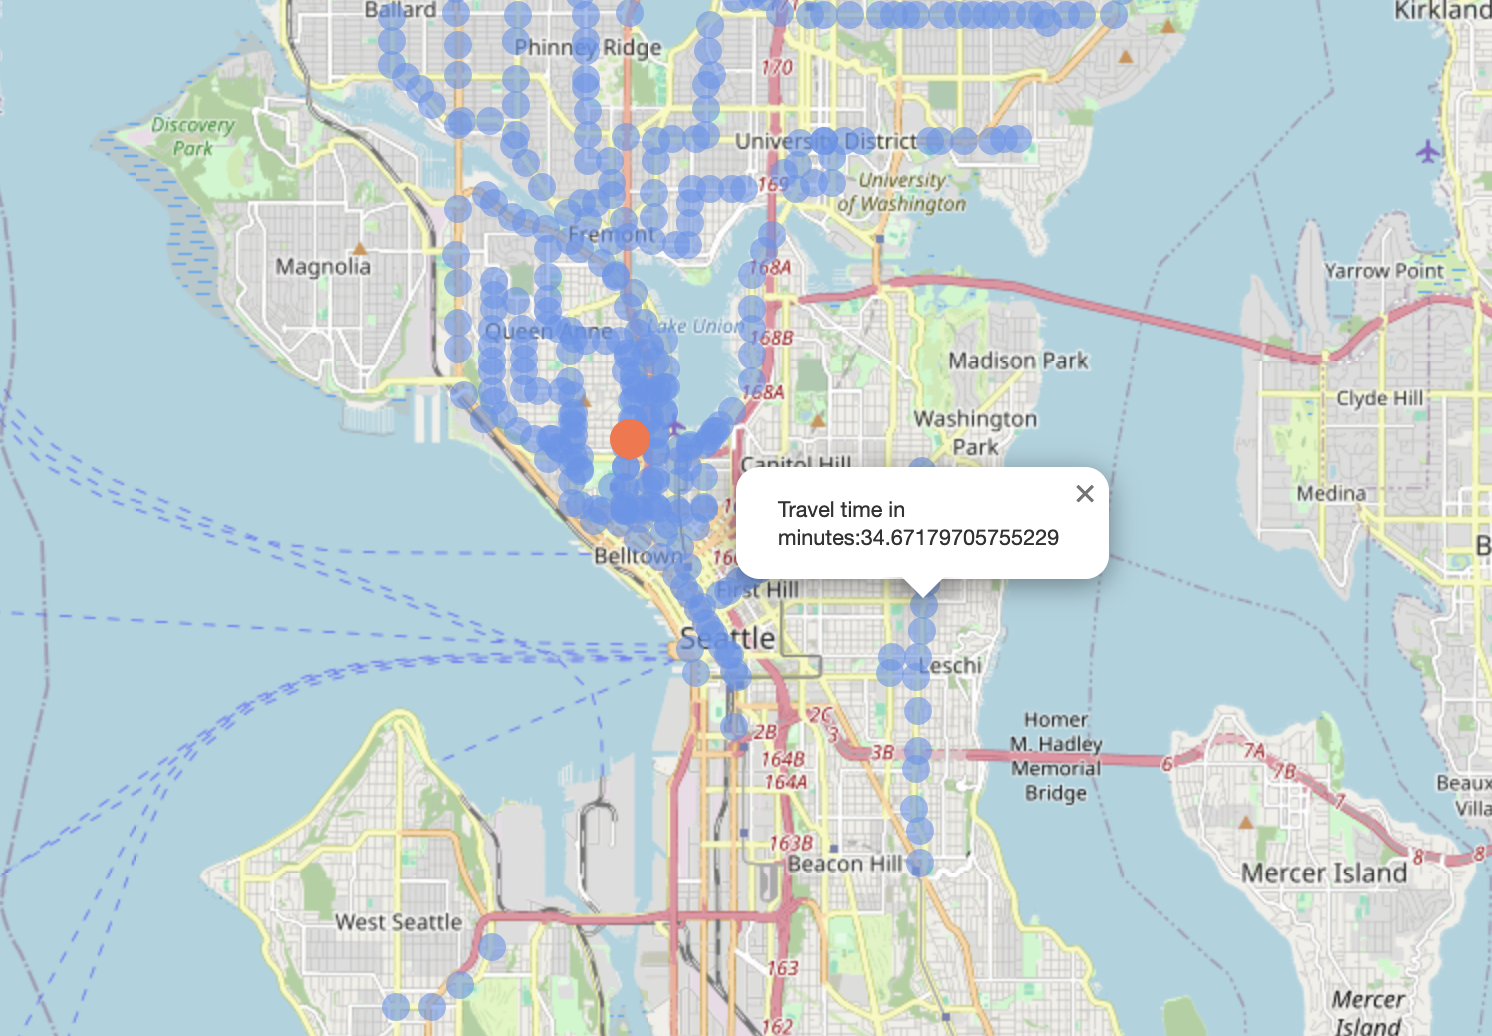 Ballard
Kirkland
Phinney Ridge
170
Discovery
Park
University District
169
University
of Washington
Fremont
Magnolia
168A
Yarrow Point
Queen Anne
Lake Union
168B
Madison Park
168A
Clyde Hill
Washington
Park
Capitol Hill
Medina
Travel time in
minutes:34.67179705755229
Belltown
First Hill
Seattle
Leschi
2C
2B
3
3B
Homer
M. Hadley
Memorial
Bridge
6
7A
7B
7
164B
164A
163B
Beacon Hill
8
8
Mercer Island
West Seattle
163
162
Mercer
Island